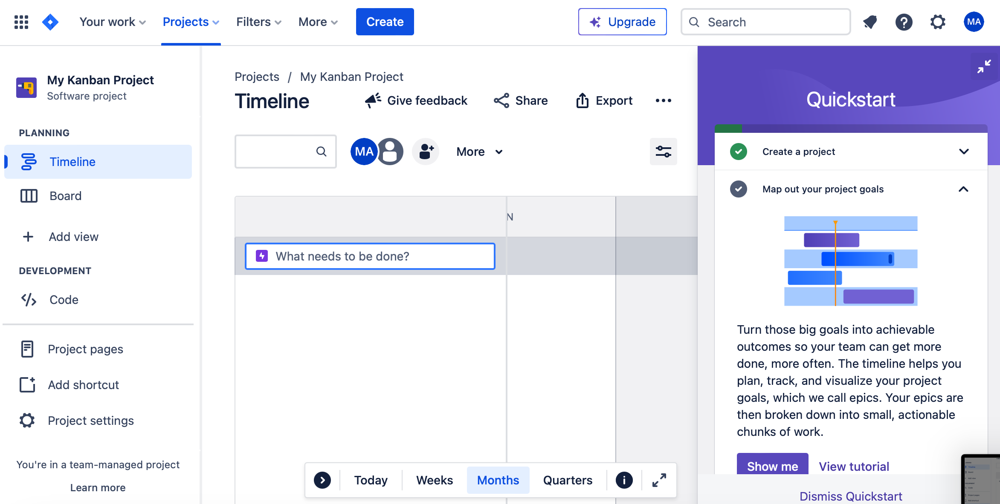 Your work
Projects
Filters
More
Create
Upgrade
Search
MA
My Kanban Project
Software project
PLANNING
Timeline
Board
Add view
DEVELOPMENT
Code
Project pages
Add shortcut
Project settings
You're in a team-managed project
Learn more
Projects / My Kanban Project
Timeline
Give feedback
Share
Export
MA
More
N
What needs to be done?
Today
Weeks
Months
Quarters
Quickstart
Create a project
Map out your project goals
Turn those big goals into achievable
outcomes so your team can get more
done, more often. The timeline helps you
plan, track, and visualize your project
goals, which we call epics. Your epics are
then broken down into small, actionable
chunks of work.
Show me
View tutorial
Dismiss Quickstart